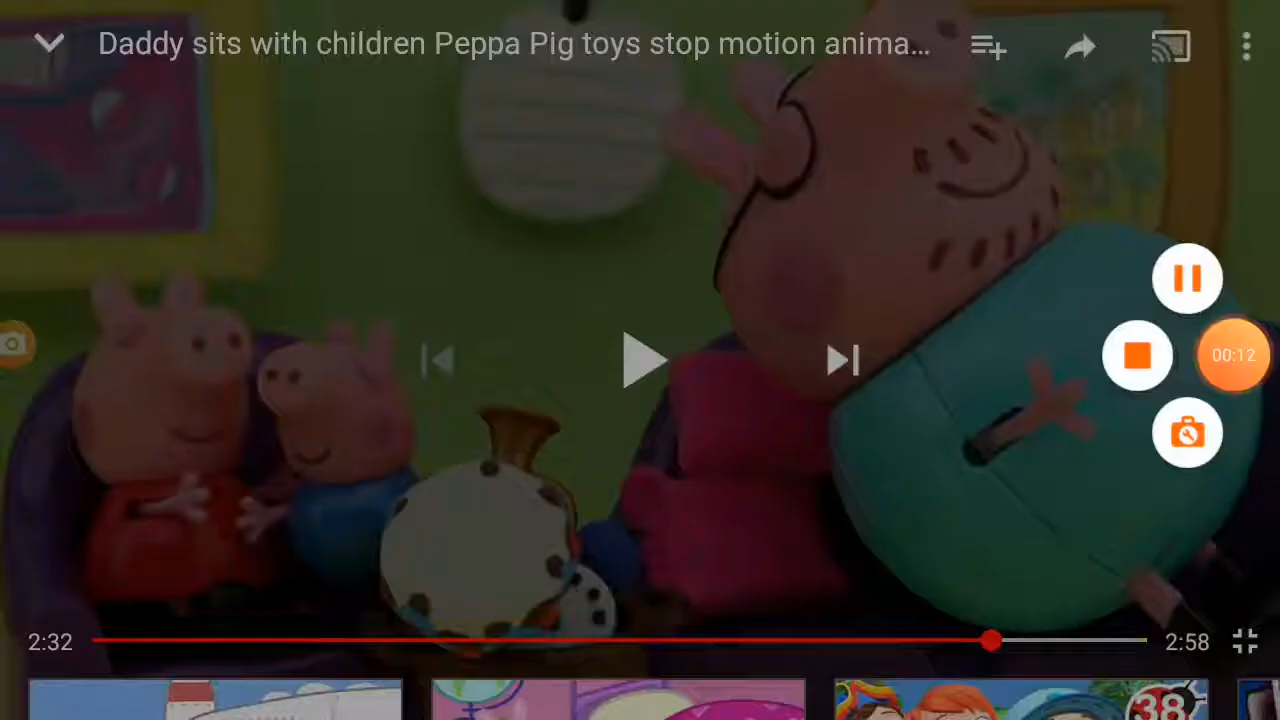 Daddy sits with children Peppa Pig toys stop motion anima...
00:12
2:32
2:58
38